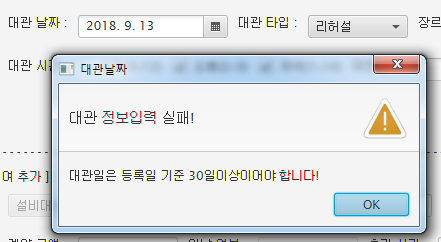 대관 날짜 : 2018. 9. 13 대관 타입 : 리허설 장르
대관 시
대관날짜
대관 정보입력 실패!
대관일은 등록일 기준 30일이상이어야 합니다!
OK
며 추가 ]
설비대